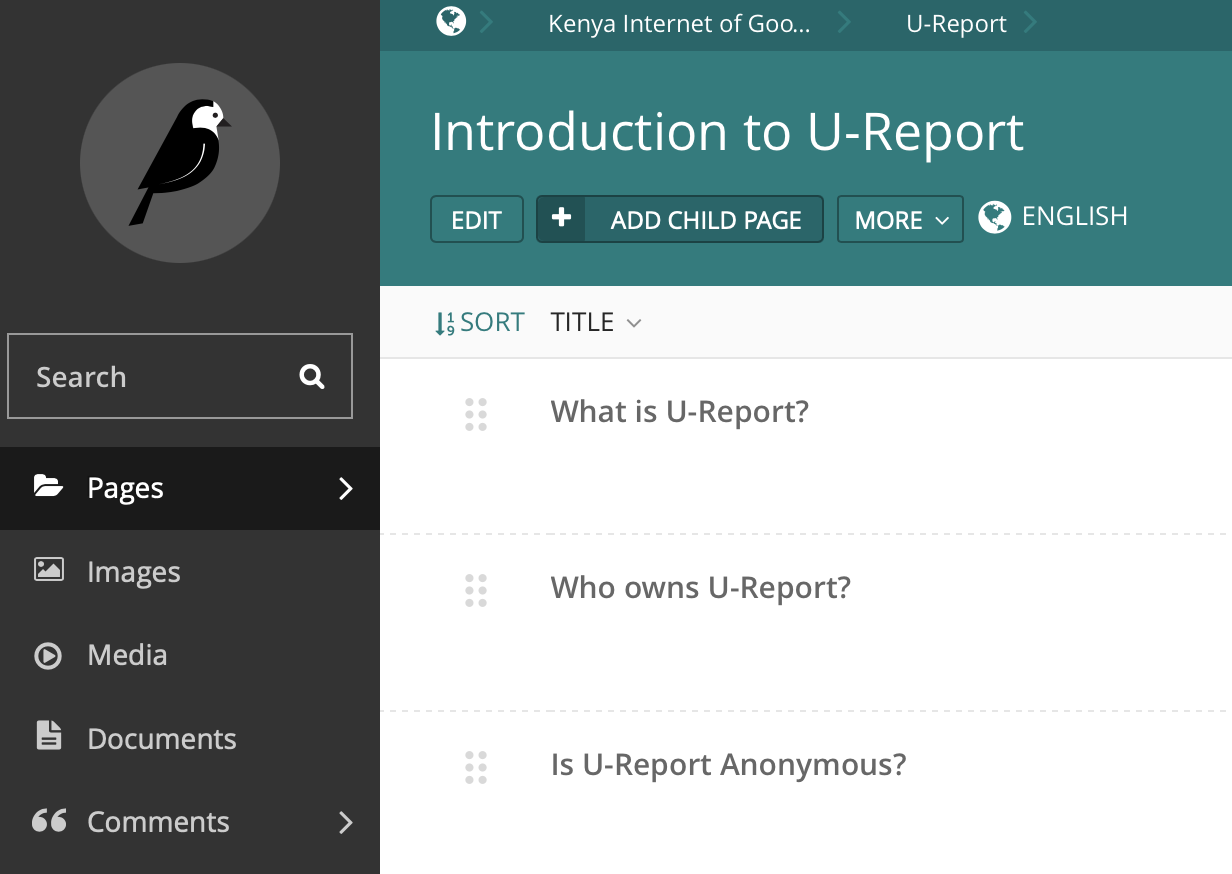 Kenya Internet of Goo... U-Report
Introduction to U-Report
EDIT ADD CHILD PAGE MORE ENGLISH
SORT TITLE
Search
Pages
Images
Media
Documents
Comments
What is U-Report?
Who owns U-Report?
Is U-Report Anonymous?